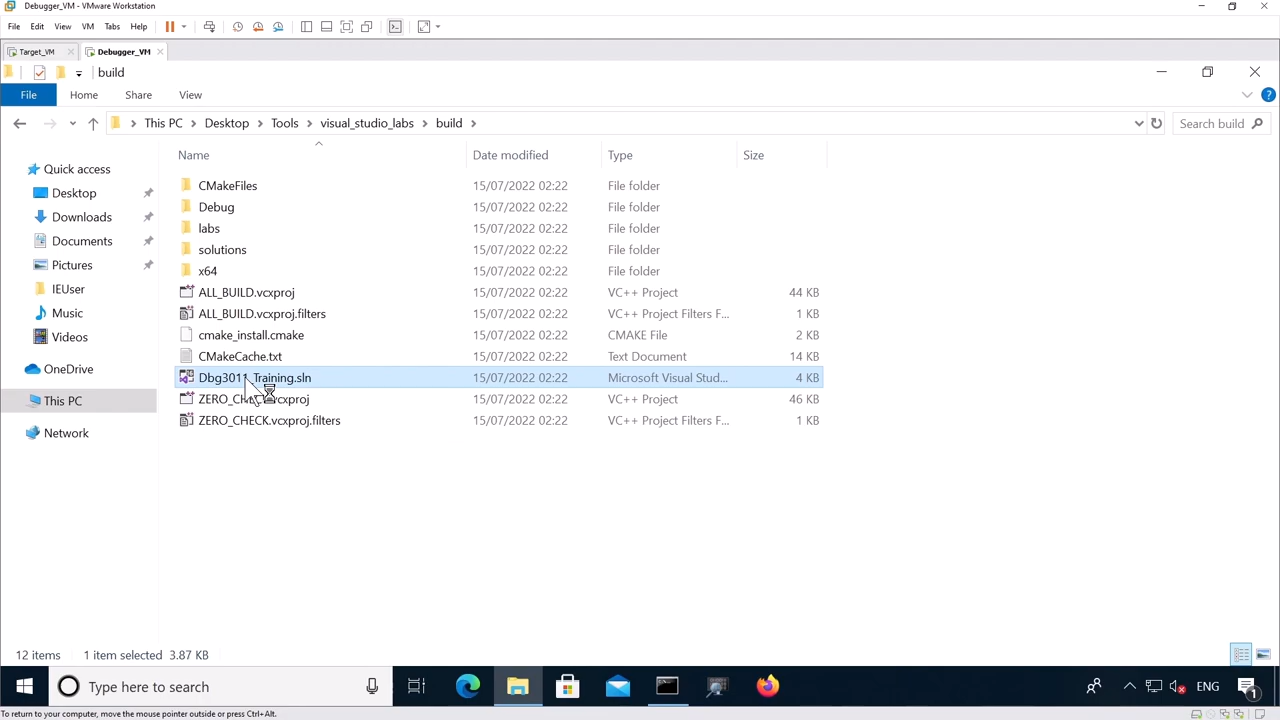 Debugger_VM - VMware Workstation
File Edit View VM Tabs Help
Target_VM Debugger_VM
build
File Home Share View
This PC Desktop Tools visual_studio_labs build Search build
Name Date modified Type Size
Quick access
Desktop
Downloads
Documents
Pictures
IEUser
Music
Videos
OneDrive
This PC
Network
CMakeFiles 15/07/2022 02:22 File folder
Debug 15/07/2022 02:22 File folder
labs 15/07/2022 02:22 File folder
solutions 15/07/2022 02:22 File folder
x64 15/07/2022 02:22 File folder
ALL_BUILD.vcxproj 15/07/2022 02:22 VC++ Project 44 KB
ALL_BUILD.vcxproj.filters 15/07/2022 02:22 VC++ Project Filters F... 1 KB
cmake_install.cmake 15/07/2022 02:22 CMAKE File 2 KB
CMakeCache.txt 15/07/2022 02:22 Text Document 14 KB
Dbg3011_Training.sln 15/07/2022 02:22 Microsoft Visual Stud... 4 KB
ZERO_CHECK.vcxproj 15/07/2022 02:22 VC++ Project 46 KB
ZERO_CHECK.vcxproj.filters 15/07/2022 02:22 VC++ Project Filters F... 1 KB
12 items 1 item selected 3.87 KB
Type here to search ENG 1
To return to your computer, move the mouse pointer outside or press Ctrl+Alt.